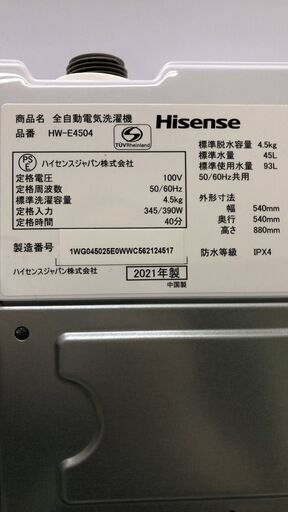 商品名 全自動電気洗濯機
品番 HW-E4504
TÜVRheinland
Hisense
PS
E
ハイセンスジャパン株式会社
定格電圧 100V
定格周波数 50/60Hz
標準洗濯容量 4.5kg
定格入力 345/390W
定格時間 40分
標準脱水容量 4.5kg
標準水量 45L
標準使用水量 93L
50/60Hz共用
外形寸法
幅 540mm
奥行 540mm
高さ 880mm
防水等級 IPX4
製造番号 1WG045025E0WWC562124517
ハイセンスジャパン株式会社
2021年製
中国製